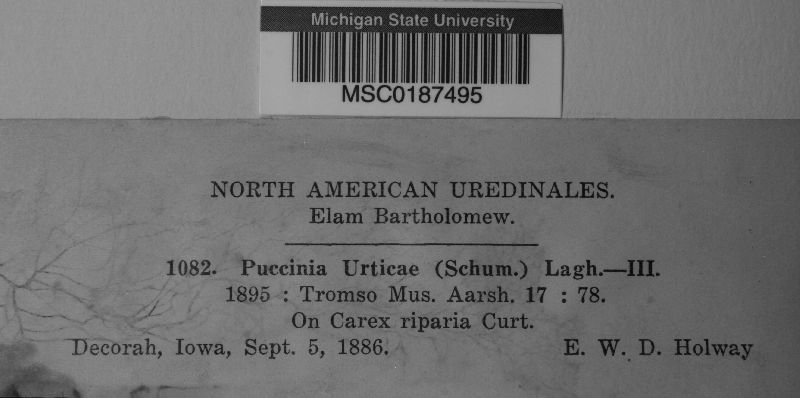 Michigan State University
MSC0187495
NORTH AMERICAN UREDINALES.
Elam Bartholomew.
1082. Puccinia Urticae (Schum.) Lagh.—III.
1895 : Tromso Mus. Aarsh. 17 : 78.
On Carex riparia Curt.
Decorah, Iowa, Sept. 5, 1886. E. W. D. Holway